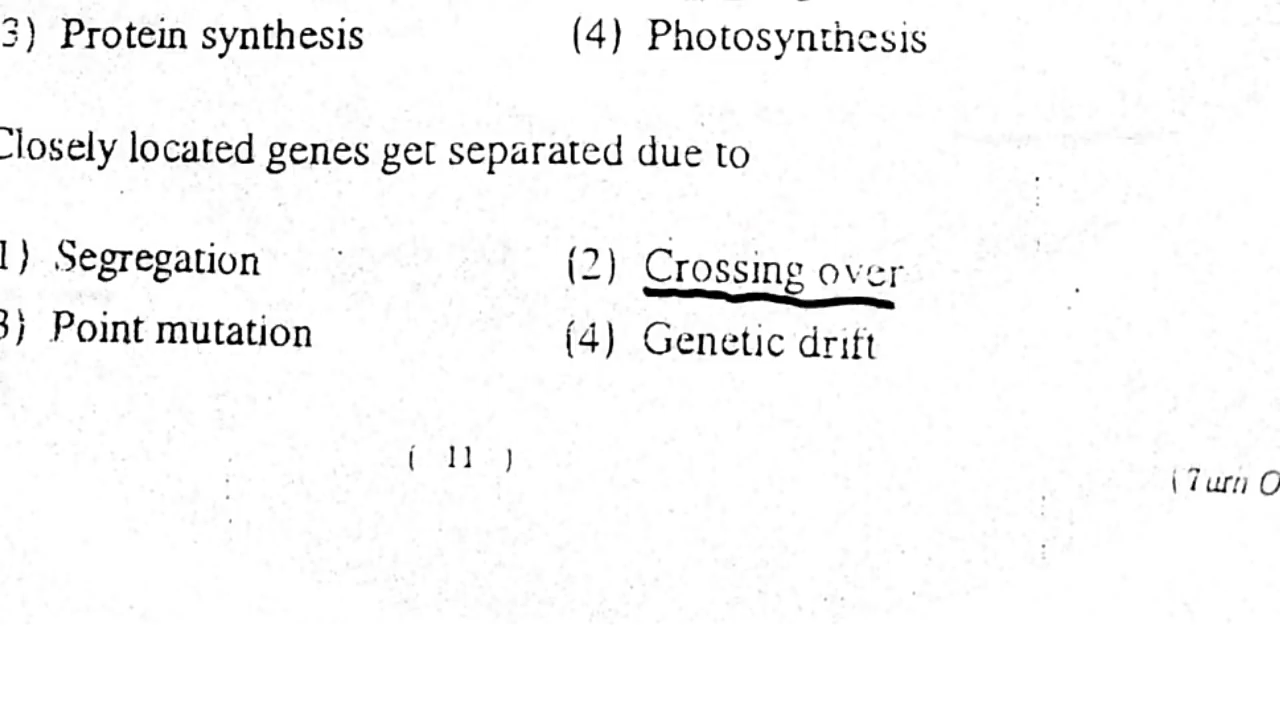 3) Protein synthesis (4) Photosynthesis
Closely located genes get separated due to
1) Segregation (2) Crossing over
3) Point mutation (4) Genetic drift
( 11 )
(Turn O